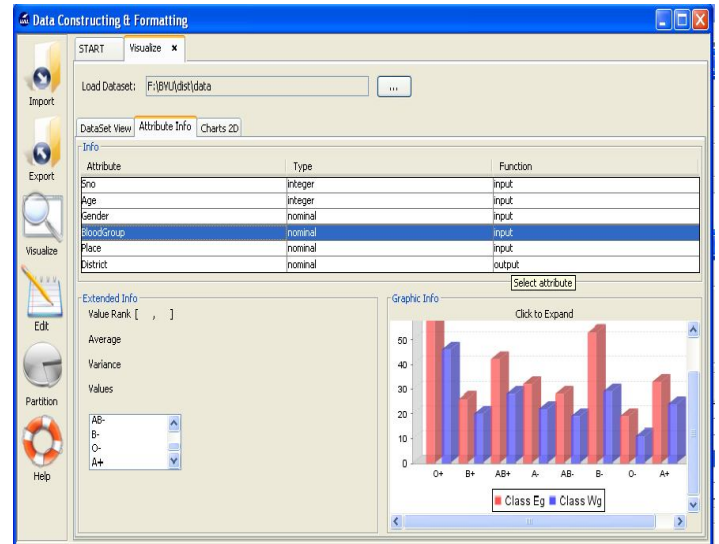 Data Constructing & Formatting
START
Visualize x
Import
Load Dataset: F:\BYU\dist\data ...
DataSet View Attribute Info Charts 2D
Export
Info
Attribute Type Function
Sno integer input
Age integer input
Gender nominal input
BloodGroup nominal input
Place nominal input
District nominal output
Select attribute
Visualize
Edit
Partition
Help
Extended Info
Value Rank [ , ]
Average
Variance
Values
AB-
B-
O-
A+
Graphic Info
Click to Expand
50
40
30
20
10
0
O+ B+ AB+ A- AB- B- O- A+
Class Eg Class Wg